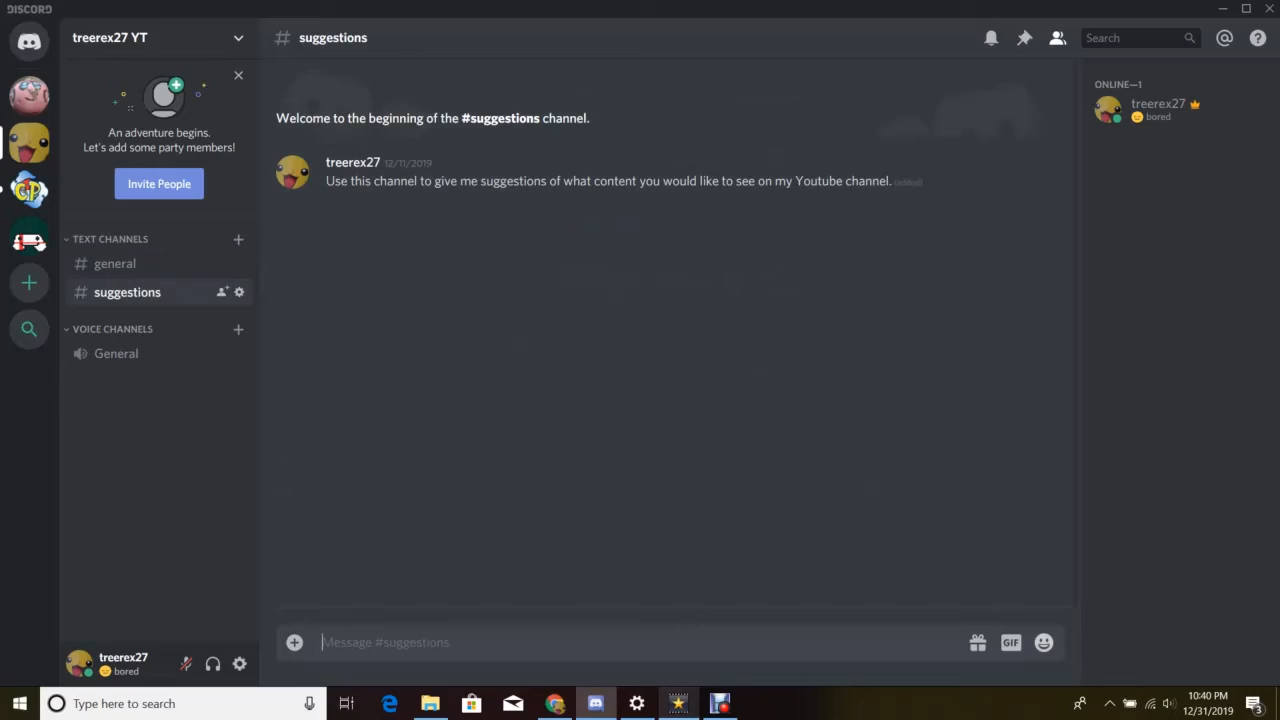 DISCORD
treerex27 YT
# suggestions
Search
An adventure begins.
Let's add some party members!
Invite People
TEXT CHANNELS
# general
# suggestions
VOICE CHANNELS
General
Welcome to the beginning of the #suggestions channel.
treerex27 12/11/2019
Use this channel to give me suggestions of what content you would like to see on my Youtube channel. (edited)
Message #suggestions
GIF
ONLINE—1
treerex27
bored
treerex27
bored
Type here to search
10:40 PM
12/31/2019
3